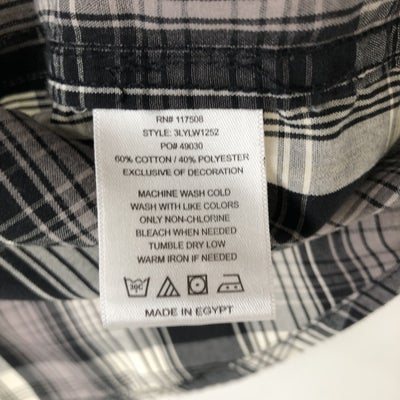 RN# 117508
STYLE: 3LYLW1252
PO# 49030
60% COTTON / 40% POLYESTER
EXCLUSIVE OF DECORATION
MACHINE WASH COLD
WASH WITH LIKE COLORS
ONLY NON-CHLORINE
BLEACH WHEN NEEDED
TUMBLE DRY LOW
WARM IRON IF NEEDED
30C
MADE IN EGYPT